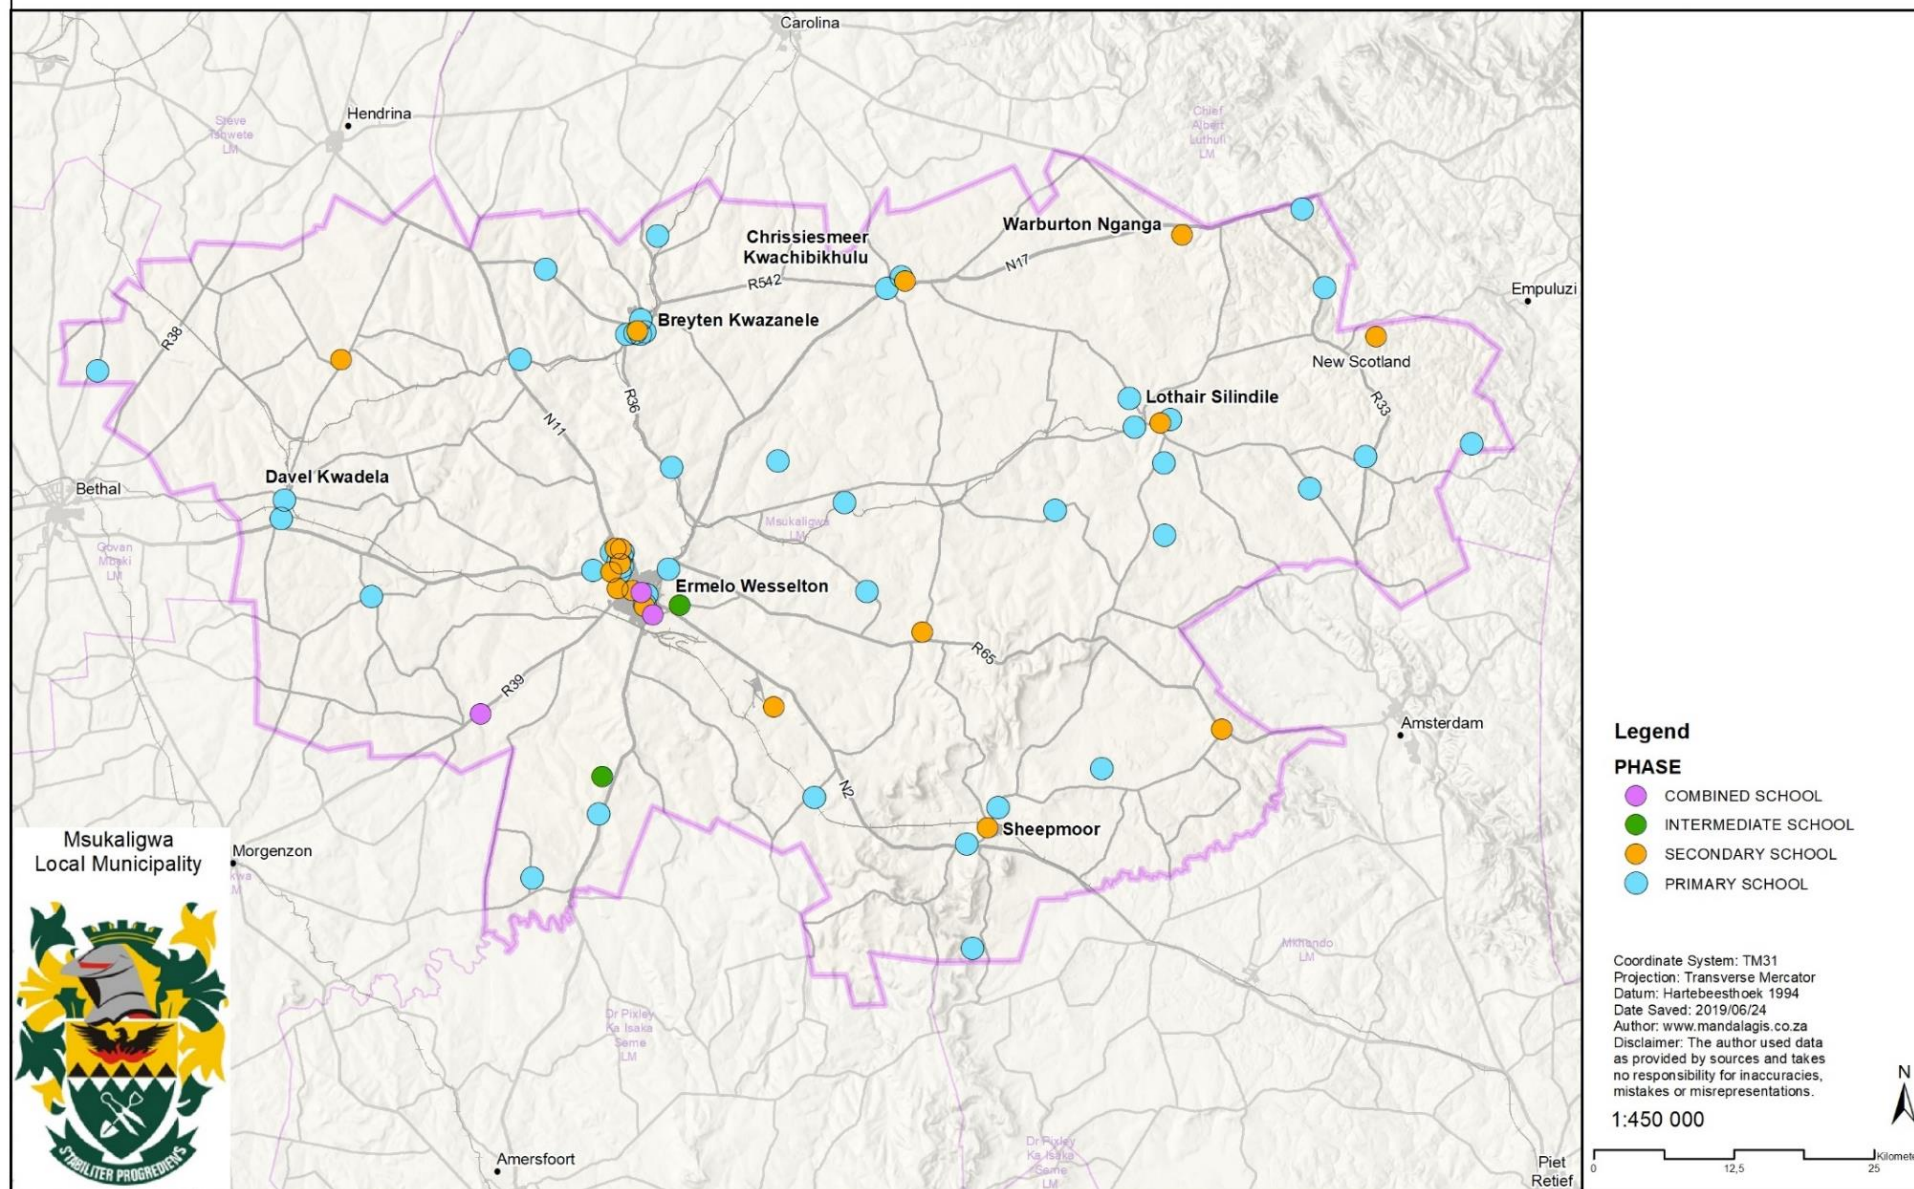 Carolina
Hendrina
Steve
Tshwete
LM
Chief
Albert
Luthuli
LM
Warburton Nganga
Chrissiesmeer
Kwachibikhulu
N17
R542
Empuluzi
Breyten Kwazanele
R38
New Scotland
R36
N11
Lothair Silindile
R33
Davel Kwadela
Bethal
Msukaligwa
LM
Govan
Mbeki
LM
Ermelo Wesselton
R65
R39
Amsterdam
N2
Sheepmoor
Msukaligwa
Local Municipality
Morgenzon
kwa
LM
Mkhondo
LM
Dr Pixley
Ka Isaka
Seme
LM
STABILITER PROGREDIENS
Amersfoort
Dr Pixley
Ka Isaka
Seme
LM
Piet
Retief
Legend
PHASE
COMBINED SCHOOL
INTERMEDIATE SCHOOL
SECONDARY SCHOOL
PRIMARY SCHOOL
Coordinate System: TM31
Projection: Transverse Mercator
Datum: Hartebeesthoek 1994
Date Saved: 2019/06/24
Author: www.mandalagis.co.za
Disclaimer: The author used data
as provided by sources and takes
no responsibility for inaccuracies,
mistakes or misrepresentations.
N
1:450 000
Kilomete
0 12,5 25